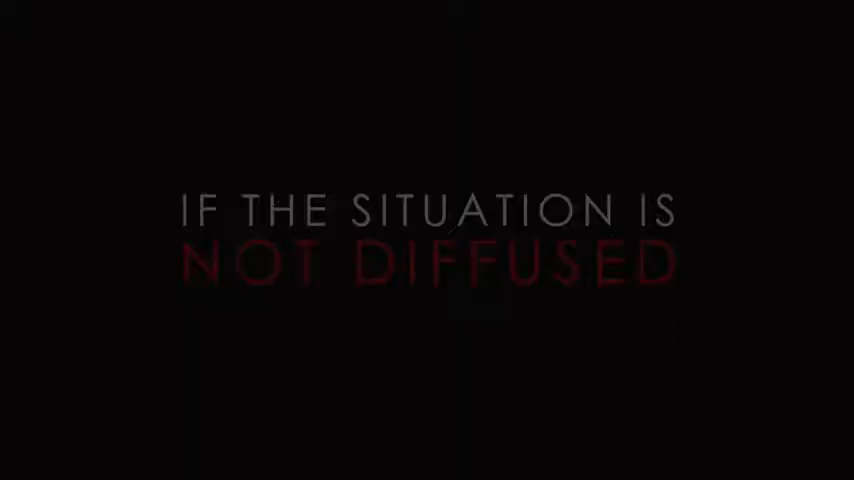 IF THE SITUATION IS
NOT DIFFUSED